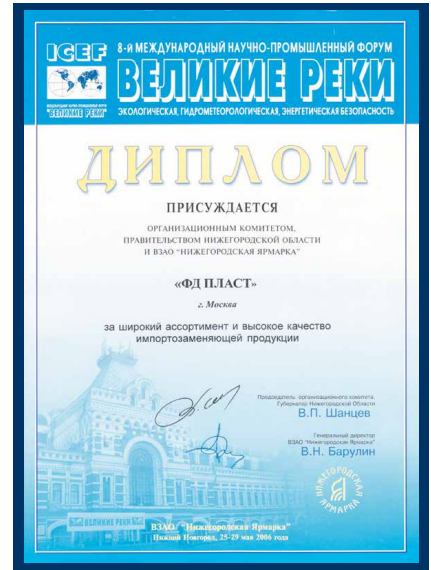 ICEF
8-й МЕЖДУНАРОДНЫЙ НАУЧНО-ПРОМЫШЛЕННЫЙ ФОРУМ
ВЕЛИКИЕ РЕКИ
"ВЕЛИКИЕ РЕКИ"
ЭКОЛОГИЧЕСКАЯ, ГИДРОМЕТЕОРОЛОГИЧЕСКАЯ, ЭНЕРГЕТИЧЕСКАЯ БЕЗОПАСНОСТЬ
ДИПЛОМ
ПРИСУЖДАЕТСЯ
ОРГАНИЗАЦИОННЫМ КОМИТЕТОМ,
ПРАВИТЕЛЬСТВОМ НИЖЕГОРОДСКОЙ ОБЛАСТИ
И ВЗАО "НИЖЕГОРОДСКАЯ ЯРМАРКА"
«ФД ПЛАСТ»
г. Москва
за широкий ассортимент и высокое качество
импортозаменяющей продукции
Председатель организационного комитета,
Губернатор Нижегородской Области
В.П. Шанцев
Генеральный директор
ВЗАО "Нижегородская Ярмарка"
В.Н. Барулин
НИЖЕГОРОДСКАЯ
ЯРМАРКА
ВЕЛИКИЕ РЕКИ
ВЗАО "Нижегородская Ярмарка"
Нижний Новгород, 25-29 мая 2006 года